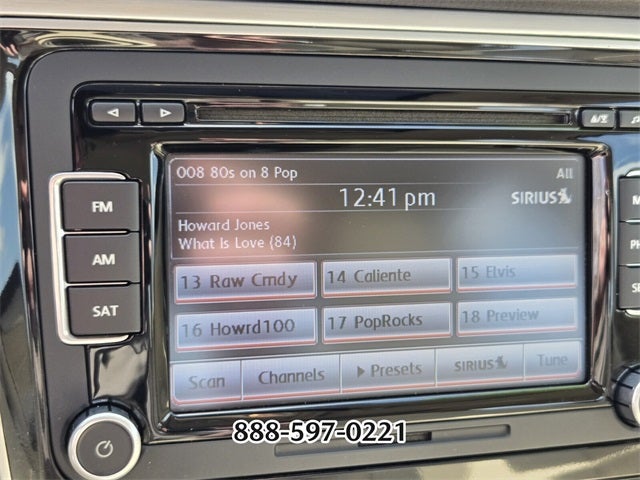 008 80s on 8 Pop All
12:41 pm SIRIUS
Howard Jones
What Is Love (84)
FM
AM
SAT
13 Raw Cmdy 14 Caliente 15 Elvis
16 Howrd100 17 PopRocks 18 Preview
Scan Channels Presets SIRIUS Tune
888-597-0221